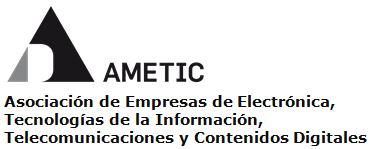 AMETIC
Asociación de Empresas de Electrónica,
Tecnologías de la Información,
Telecomunicaciones y Contenidos Digitales